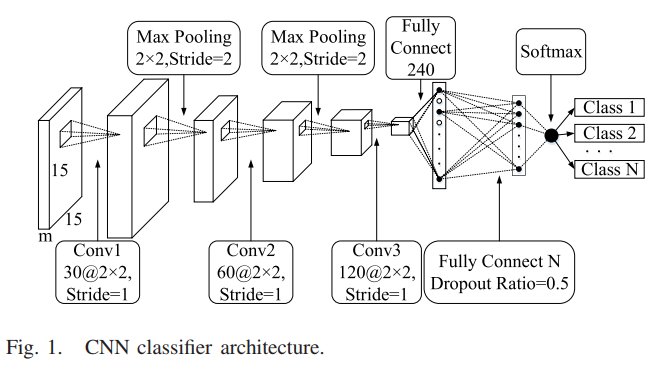 Max Pooling
2×2,Stride=2
Max Pooling
2×2,Stride=2
Fully
Connect
240
Softmax
15
15
m
Class 1
Class 2
. . .
Class N
Conv1
30@2×2,
Stride=1
Conv2
60@2×2,
Stride=1
Conv3
120@2×2,
Stride=1
Fully Connect N
Dropout Ratio=0.5
Fig. 1. CNN classifier architecture.